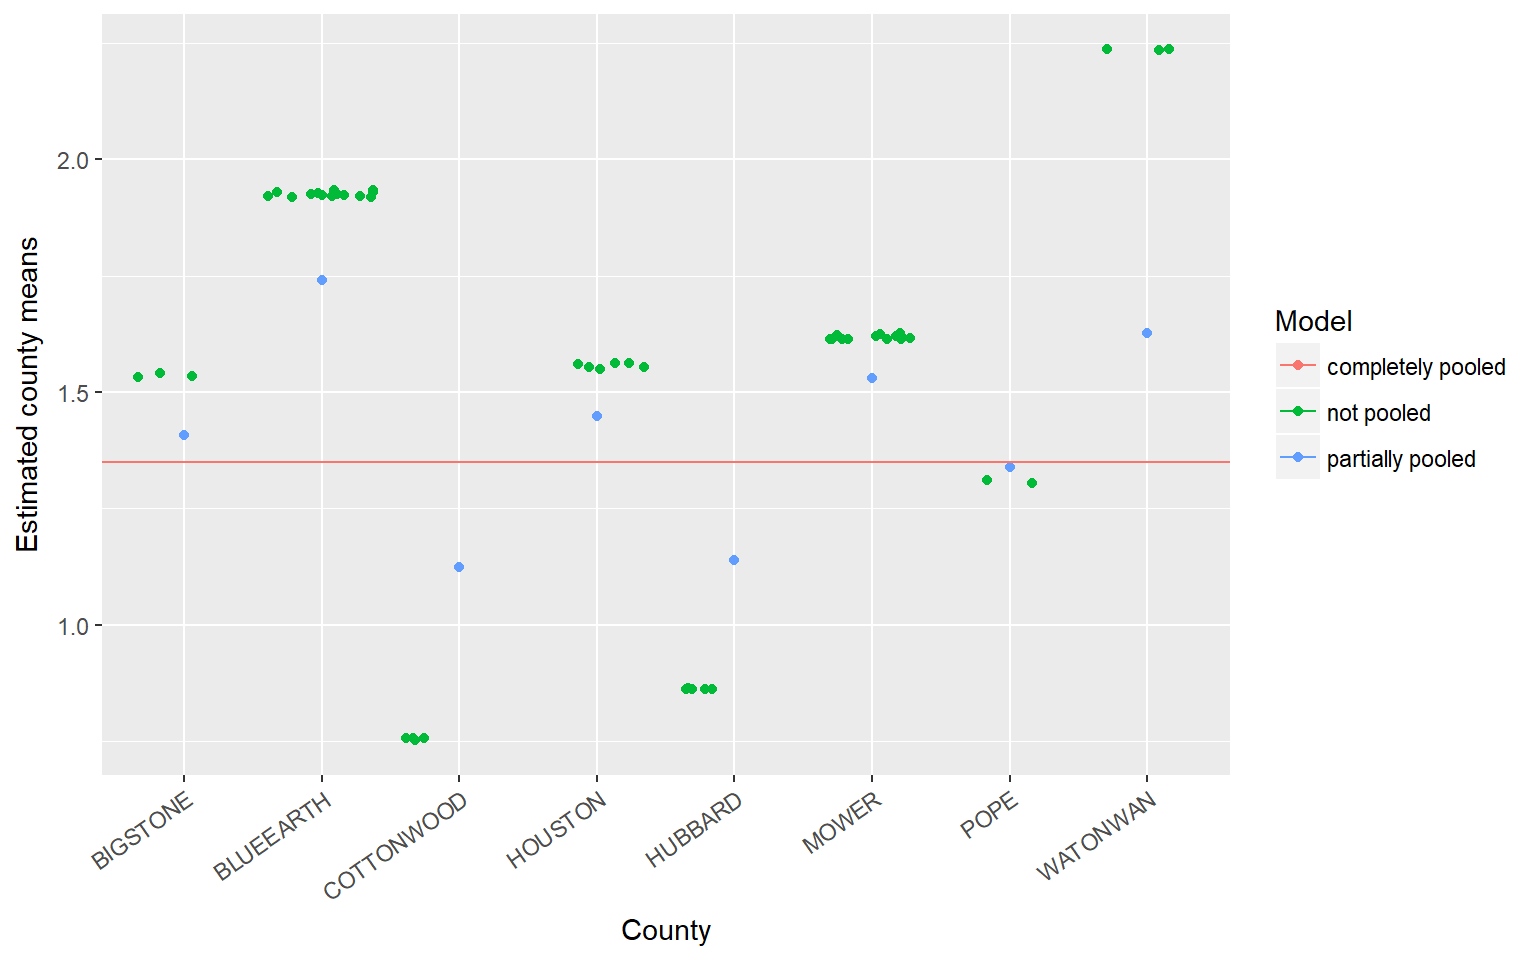 Estimated county means
2.0
1.5
1.0
BIGSTONE
BLUEEARTH
COTTONWOOD
HOUSTON
HUBBARD
MOWER
POPE
WATONWAN
County
Model
completely pooled
not pooled
partially pooled